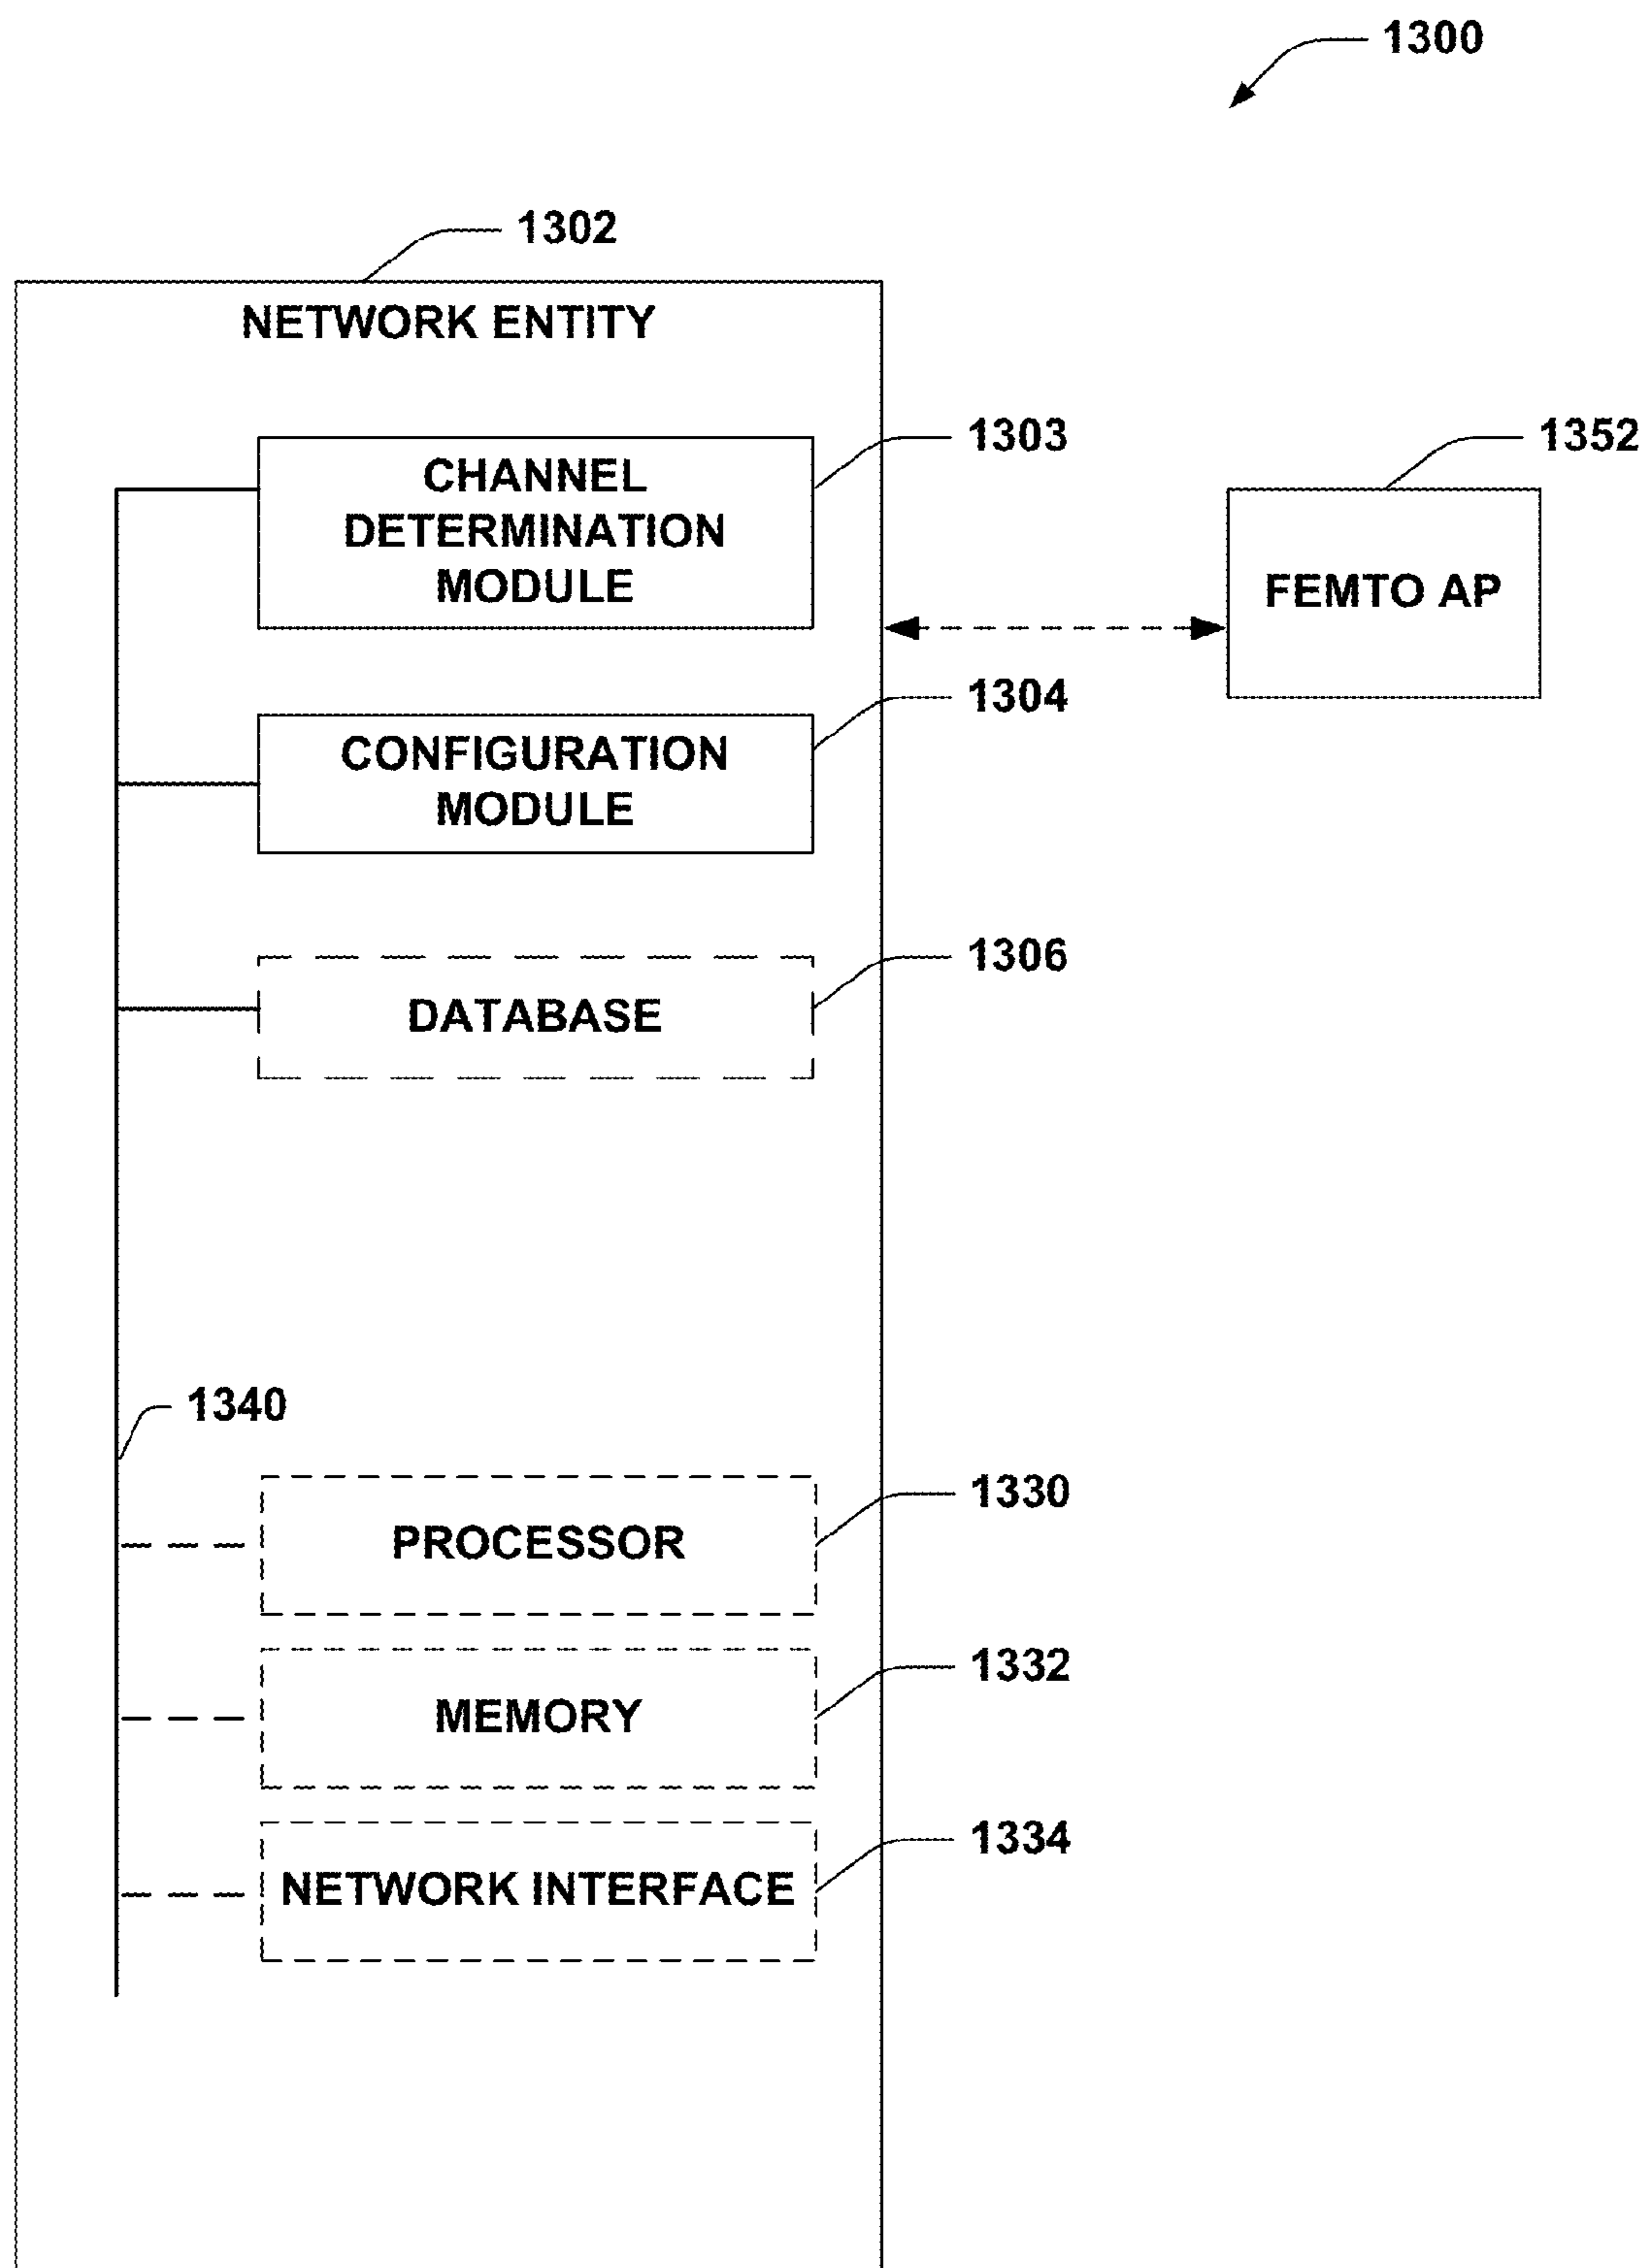 1300
1302
NETWORK ENTITY
1303
CHANNEL
DETERMINATION
MODULE
1352
FEMTO AP
1304
CONFIGURATION
MODULE
1306
DATABASE
1340
1330
PROCESSOR
1332
MEMORY
1334
NETWORK INTERFACE